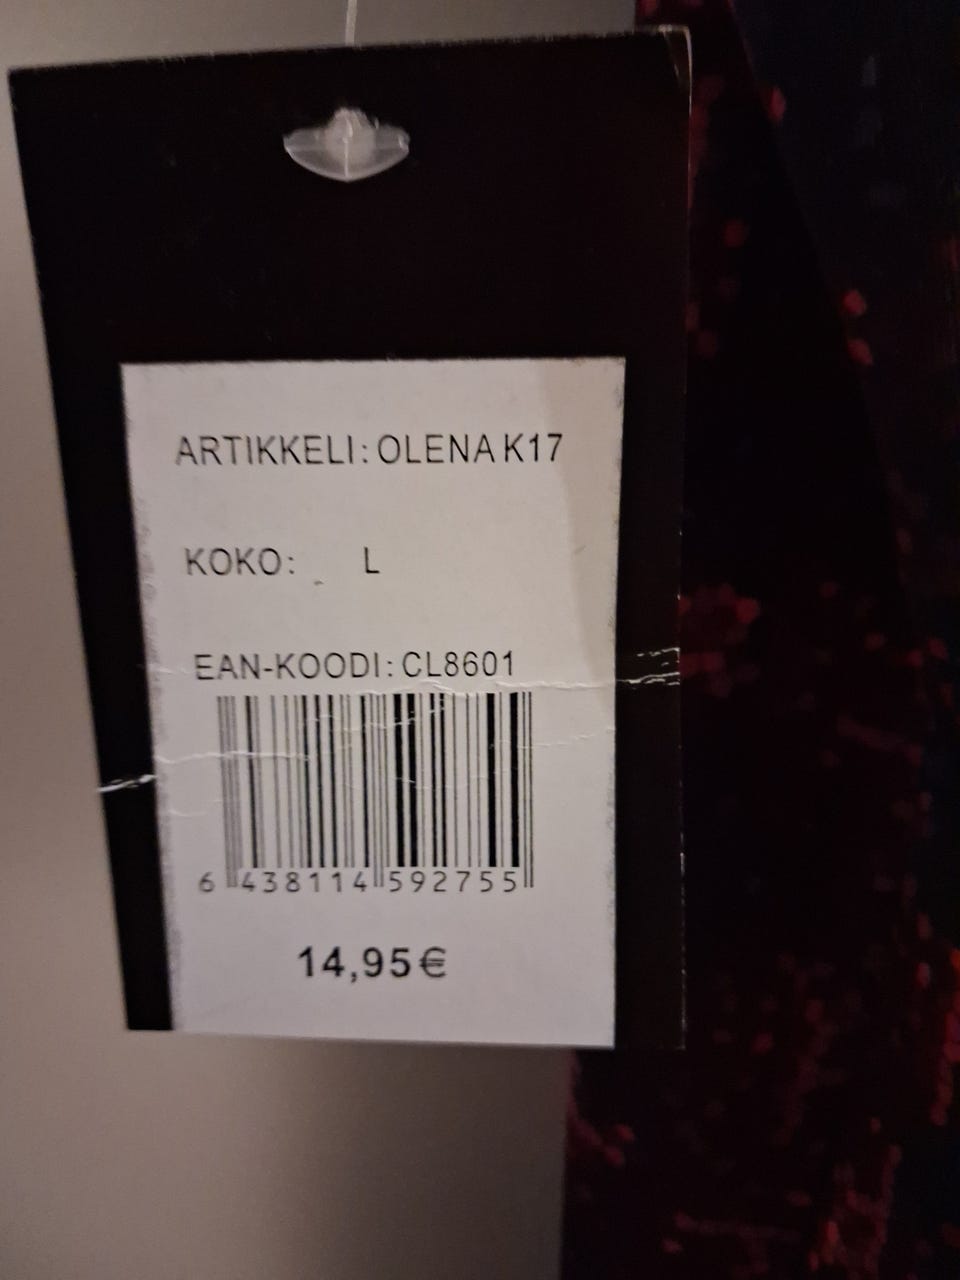 ARTIKKELI: OLENA K17
KOKO: L
EAN-KOODI: CL8601
6 438114 592755
14,95€